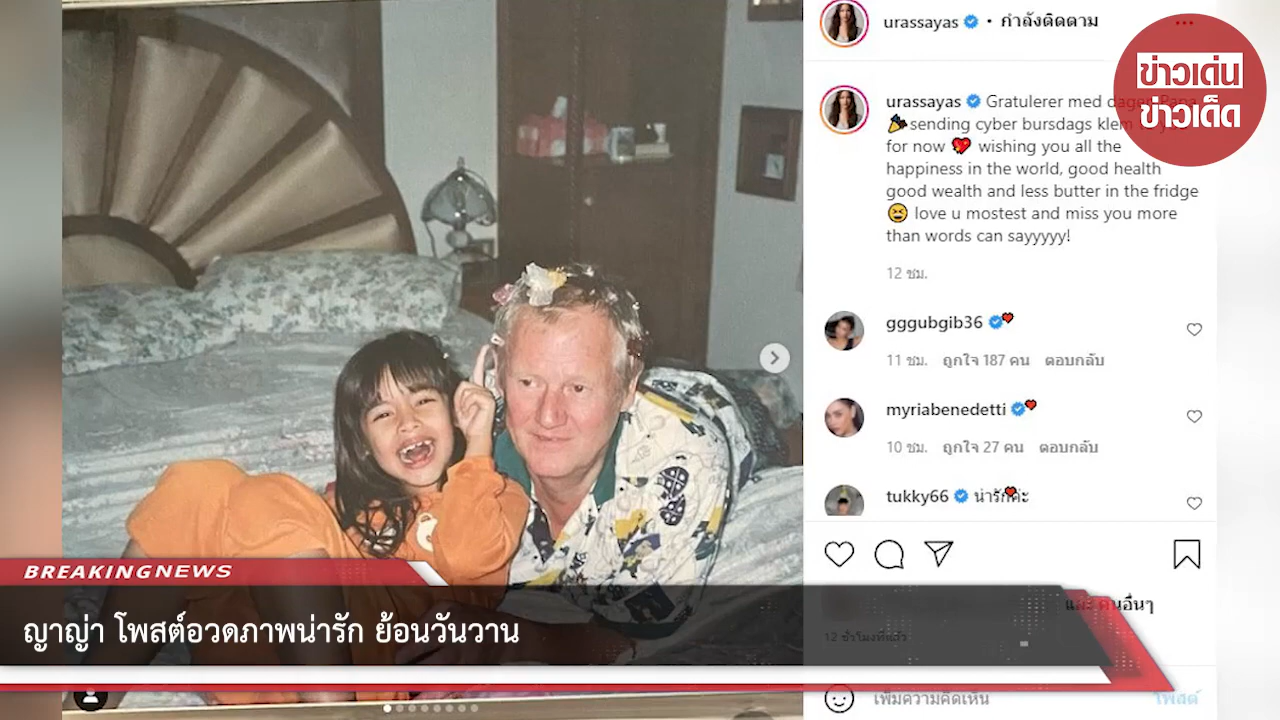 urassayas • กำลังติดตาม
ข่าวเด่น
ข่าวเด็ด
urassayas Gratulerer med
sending cyber bursdags klem
for now wishing you all the
happiness in the world, good health
good wealth and less butter in the fridge
love u mostest and miss you more
than words can sayyyyy!
12 ชม.
gggubgib36
11 ชม. ถูกใจ 187 คน ตอบกลับ
myriabenedetti
10 ชม. ถูกใจ 27 คน ตอบกลับ
tukky66 น่ารักค่ะ
และ คนอื่นๆ
12 ชั่วโมงที่แล้ว
เพิ่มความคิดเห็น โพสต์
BREAKINGNEWS
ญาญ่า โพสต์อวดภาพน่ารัก ย้อนวันวาน